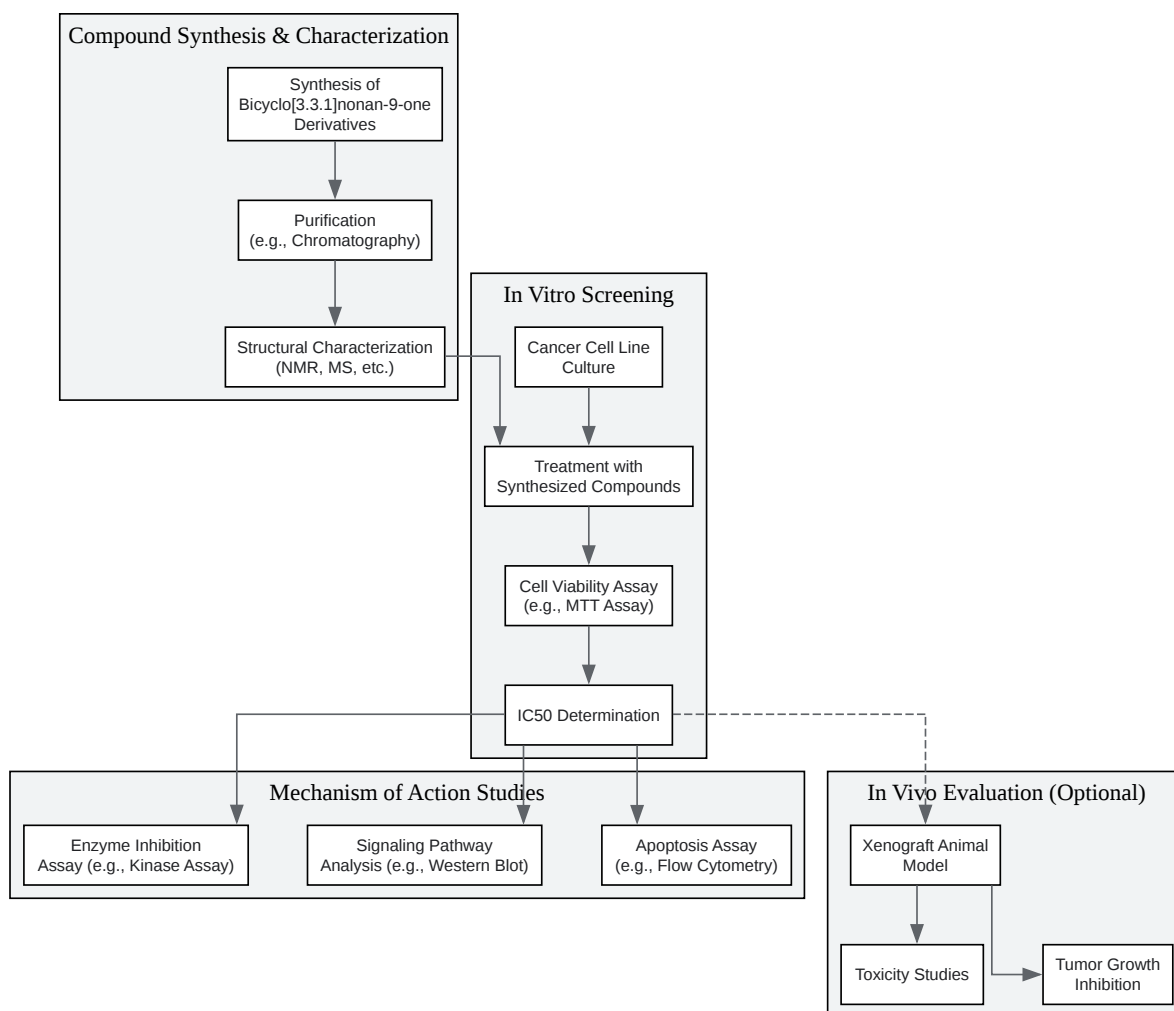 Compound Synthesis & Characterization
Synthesis of
Bicyclo[3.3.1]nonan-9-one
Derivatives
Purification
(e.g., Chromatography)
Structural Characterization
(NMR, MS, etc.)
In Vitro Screening
Cancer Cell Line
Culture
Treatment with
Synthesized Compounds
Cell Viability Assay
(e.g., MTT Assay)
IC50 Determination
Mechanism of Action Studies
Enzyme Inhibition
Assay (e.g., Kinase Assay)
Signaling Pathway
Analysis (e.g., Western Blot)
Apoptosis Assay
(e.g., Flow Cytometry)
In Vivo Evaluation (Optional)
Xenograft Animal
Model
Toxicity Studies
Tumor Growth
Inhibition